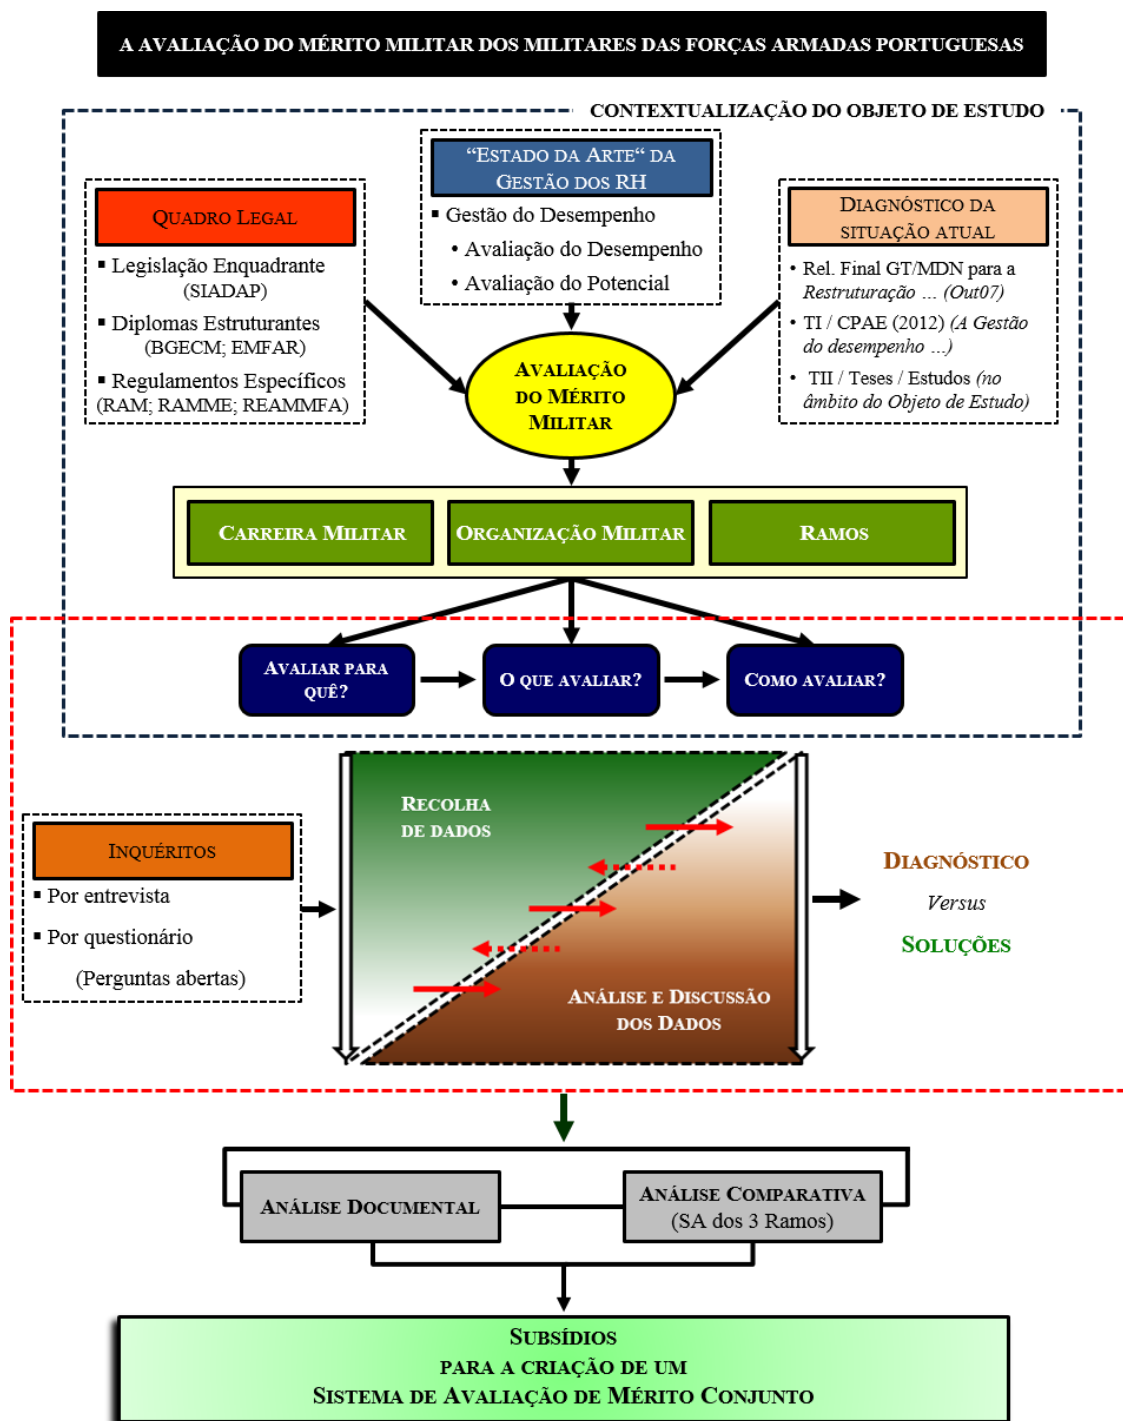 A AVALIAÇÃO DO MÉRITO MILITAR DOS MILITARES DAS FORÇAS ARMADAS PORTUGUESAS
CONTEXTUALIZAÇÃO DO OBJETO DE ESTUDO
“ESTADO DA ARTE“ DA
GESTÃO DOS RH
▪ Gestão do Desempenho
• Avaliação do Desempenho
• Avaliação do Potencial
QUADRO LEGAL
▪ Legislação Enquadrante
(SIADAP)
▪ Diplomas Estruturantes
(BGECM; EMFAR)
▪ Regulamentos Específicos
(RAM; RAMME; REAMMFA)
DIAGNÓSTICO DA
SITUAÇÃO ATUAL
• Rel. Final GT/MDN para a
Restruturação ... (Out07)
• TI / CPAE (2012) (A Gestão
do desempenho ...)
• TII / Teses / Estudos (no
âmbito do Objeto de Estudo)
AVALIAÇÃO
DO MÉRITO
MILITAR
CARREIRA MILITAR
ORGANIZAÇÃO MILITAR
RAMOS
AVALIAR PARA
QUÊ?
O QUE AVALIAR?
COMO AVALIAR?
RECOLHA
DE DADOS
INQUÉRITOS
▪ Por entrevista
▪ Por questionário
(Perguntas abertas)
DIAGNÓSTICO
Versus
SOLUÇÕES
ANÁLISE E DISCUSSÃO
DOS DADOS
ANÁLISE DOCUMENTAL
ANÁLISE COMPARATIVA
(SA dos 3 Ramos)
SUBSÍDIOS
PARA A CRIAÇÃO DE UM
SISTEMA DE AVALIAÇÃO DE MÉRITO CONJUNTO